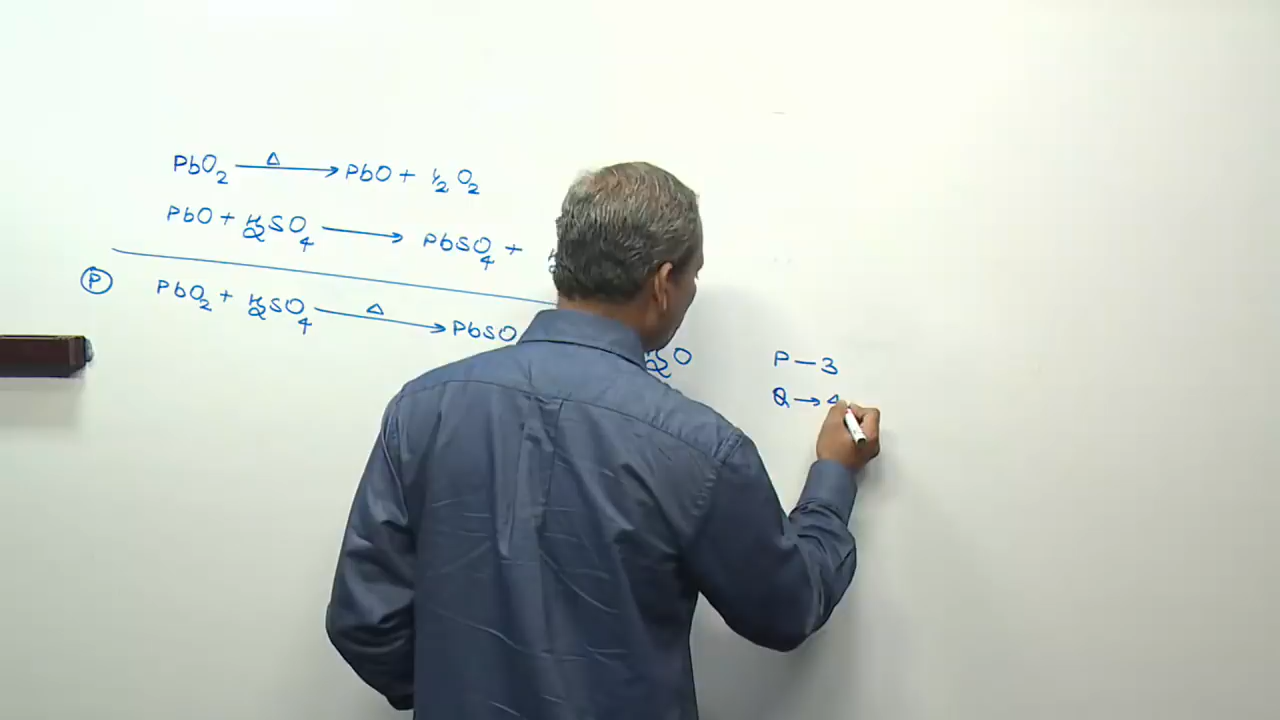 PbO₂ —Δ→ PbO + ½ O₂
PbO + H₂SO₄ → PbSO₄ +
Ⓟ PbO₂ + H₂SO₄ —Δ→ PbSO H₂O
P — 3
Q → 4